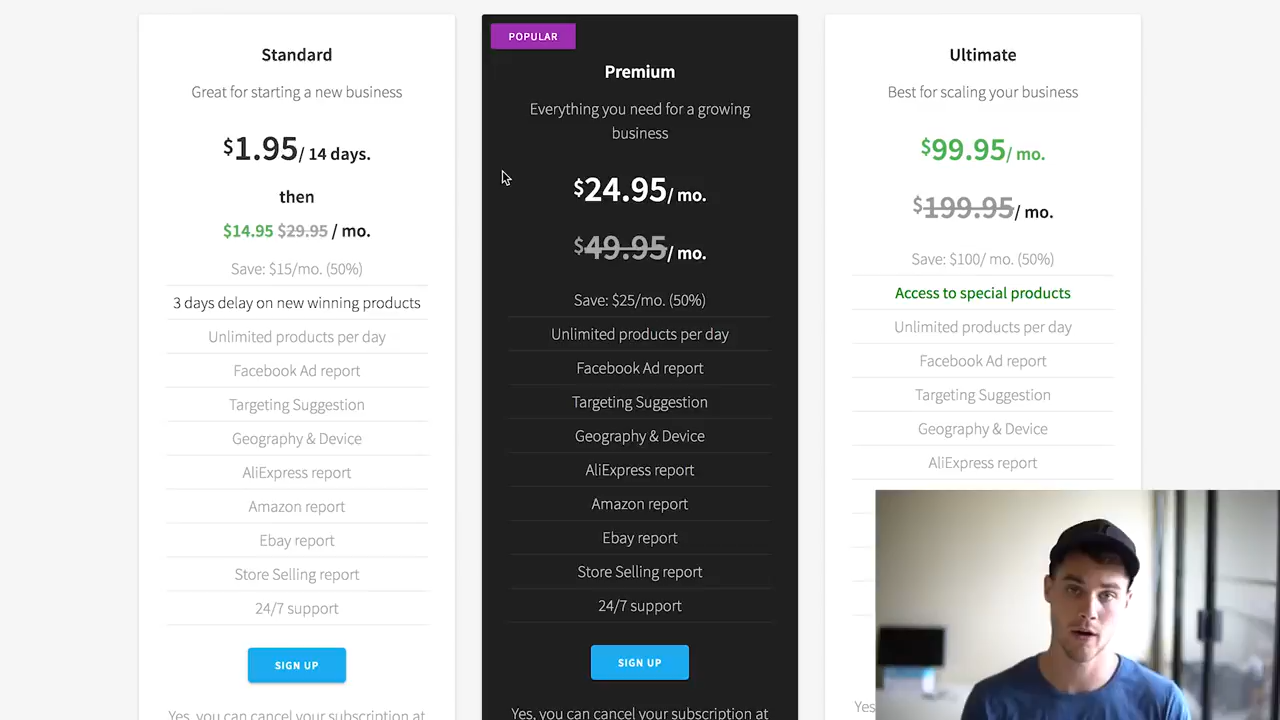 Standard
Great for starting a new business
$1.95/ 14 days.
then
$14.95 $29.95 / mo.
Save: $15/mo. (50%)
3 days delay on new winning products
Unlimited products per day
Facebook Ad report
Targeting Suggestion
Geography & Device
AliExpress report
Amazon report
Ebay report
Store Selling report
24/7 support
SIGN UP
Yes, you can cancel your subscription at
POPULAR
Premium
Everything you need for a growing
business
$24.95/ mo.
$49.95/ mo.
Save: $25/mo. (50%)
Unlimited products per day
Facebook Ad report
Targeting Suggestion
Geography & Device
AliExpress report
Amazon report
Ebay report
Store Selling report
24/7 support
SIGN UP
Yes, you can cancel your subscription at
Ultimate
Best for scaling your business
$99.95/ mo.
$199.95/ mo.
Save: $100/ mo. (50%)
Access to special products
Unlimited products per day
Facebook Ad report
Targeting Suggestion
Geography & Device
AliExpress report
Yes